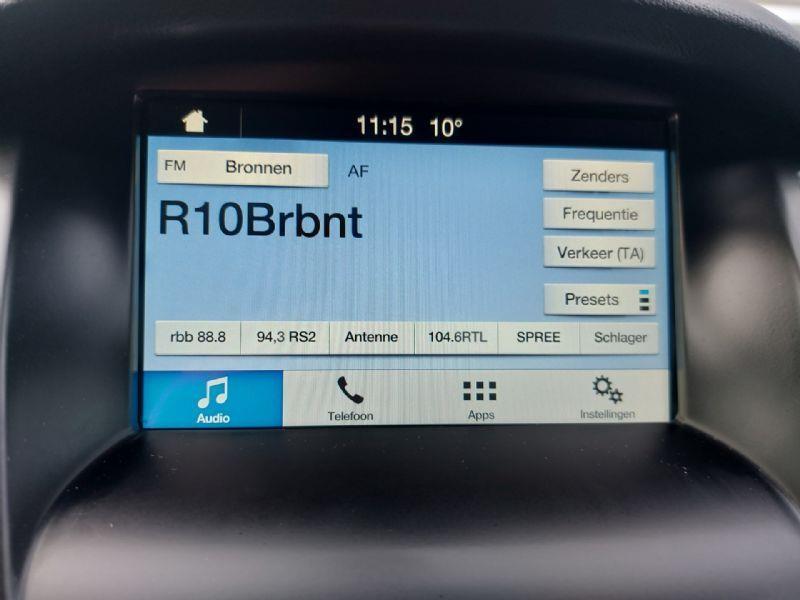 11:15 10°
FM Bronnen AF
Zenders
R10Brbnt
Frequentie
Verkeer (TA)
Presets
rbb 88.8 94,3 RS2 Antenne 104.6RTL SPREE Schlager
Audio Telefoon Apps Instellingen